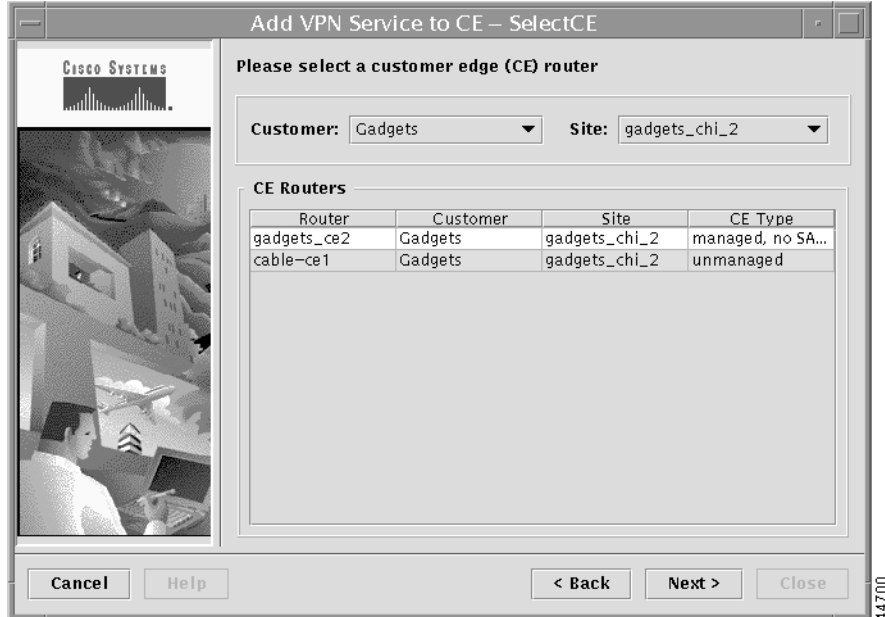 Add VPN Service to CE – SelectCE
CISCO SYSTEMS
Please select a customer edge (CE) router
Customer: Gadgets Site: gadgets_chi_2
CE Routers
Router Customer Site CE Type
gadgets_ce2 Gadgets gadgets_chi_2 managed, no SA...
cable-ce1 Gadgets gadgets_chi_2 unmanaged
Cancel Help < Back Next > Close